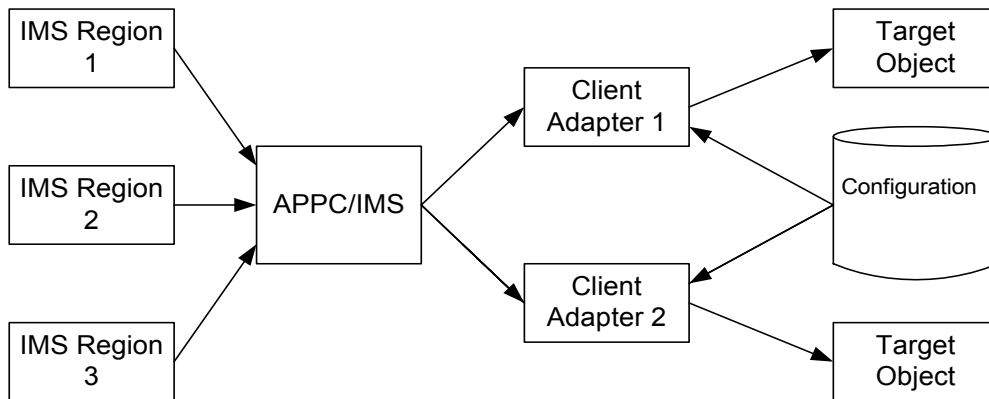 IMS Region
1
IMS Region
2
IMS Region
3
APPC/IMS
Client
Adapter 1
Client
Adapter 2
Target
Object
Configuration
Target
Object